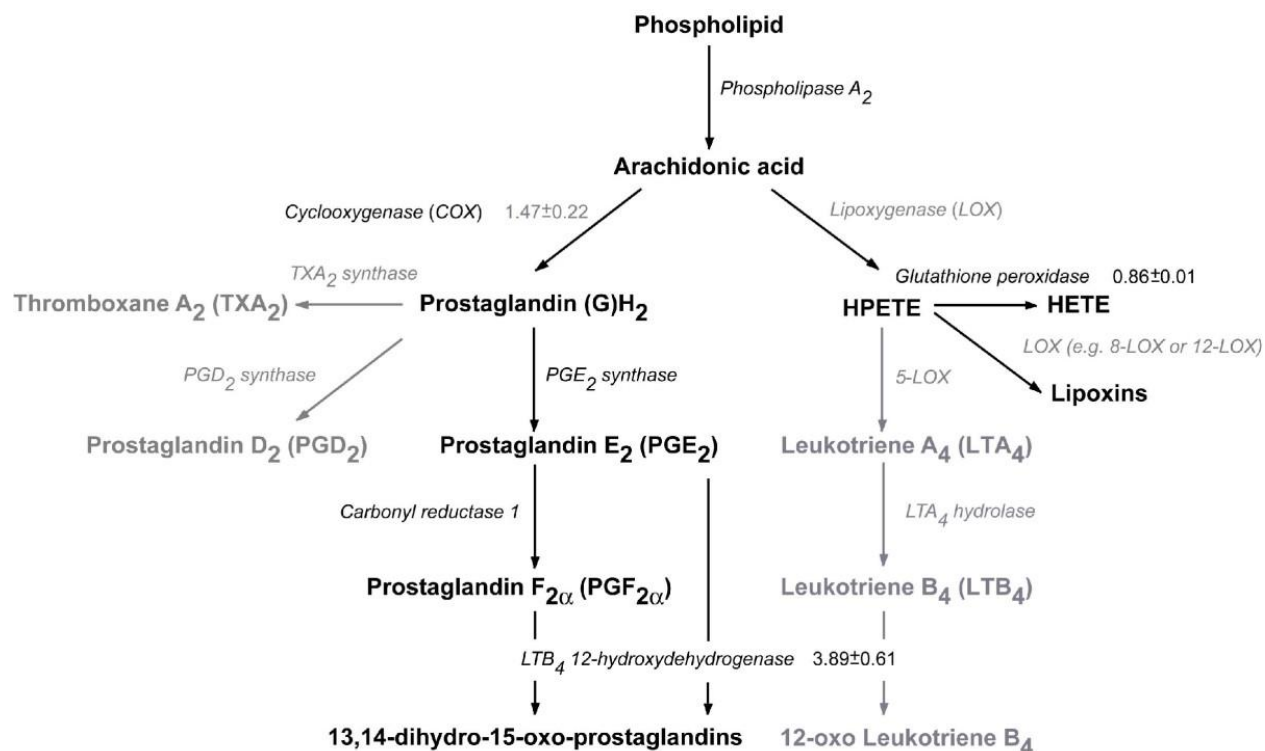 Phospholipid
Phospholipase A2
Arachidonic acid
Cyclooxygenase (COX) 1.47±0.22
Lipoxygenase (LOX)
TXA2 synthase
Glutathione peroxidase 0.86±0.01
Thromboxane A2 (TXA2)
Prostaglandin (G)H2
HPETE
HETE
LOX (e.g. 8-LOX or 12-LOX)
PGD2 synthase
PGE2 synthase
5-LOX
Lipoxins
Prostaglandin D2 (PGD2)
Prostaglandin E2 (PGE2)
Leukotriene A4 (LTA4)
Carbonyl reductase 1
LTA4 hydrolase
Prostaglandin F2α (PGF2α)
Leukotriene B4 (LTB4)
LTB4 12-hydroxydehydrogenase 3.89±0.61
13,14-dihydro-15-oxo-prostaglandins
12-oxo Leukotriene B4